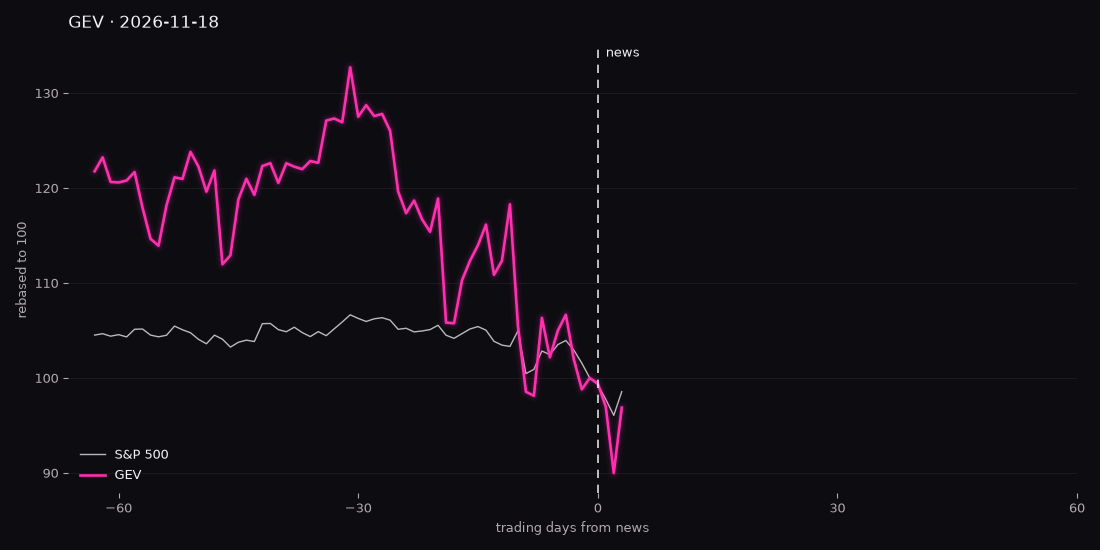 GEV · 2026-11-18
news
130
120
110
100
90
rebased to 100
S&P 500
GEV
−60
−30
0
30
60
trading days from news